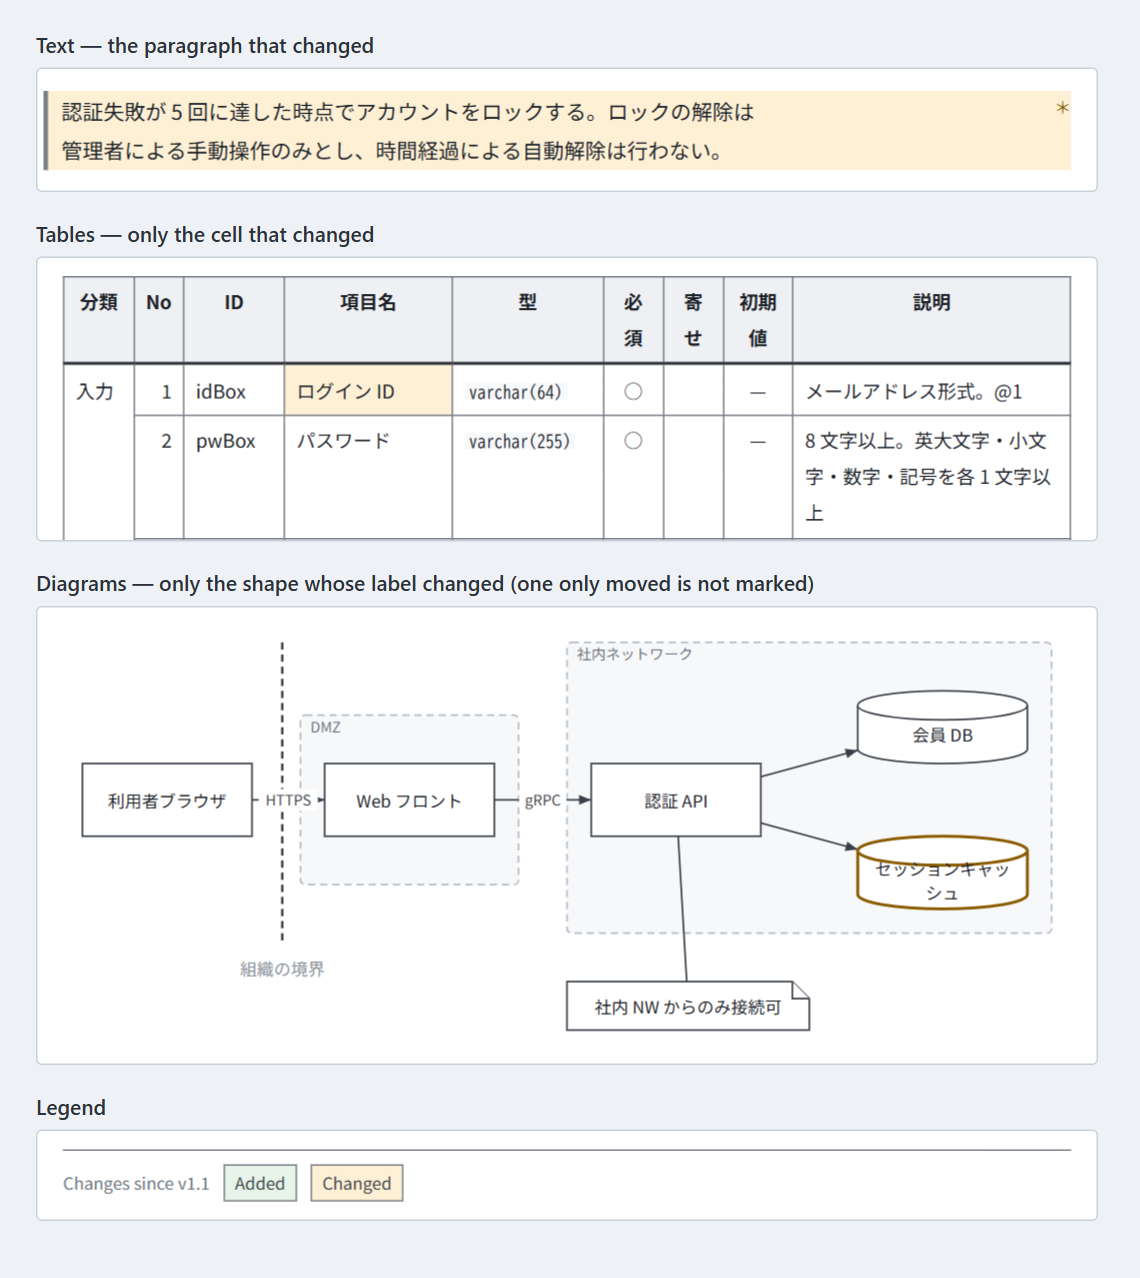 Text — the paragraph that changed
認証失敗が 5 回に達した時点でアカウントをロックする。ロックの解除は
*
管理者による手動操作のみとし、時間経過による自動解除は行わない。
Tables — only the cell that changed
分類 No ID 項目名 型 必須 寄せ 初期値 説明
入力 1 idBox ログイン ID varchar(64) ○ — メールアドレス形式。@1
2 pwBox パスワード varchar(255) ○ — 8 文字以上。英大文字・小文
字・数字・記号を各 1 文字以
上
Diagrams — only the shape whose label changed (one only moved is not marked)
社内ネットワーク
DMZ
会員 DB
利用者ブラウザ
HTTPS
Web フロント
gRPC
認証 API
セッションキャッ
シュ
組織の境界
社内 NW からのみ接続可
Legend
Changes since v1.1 Added Changed